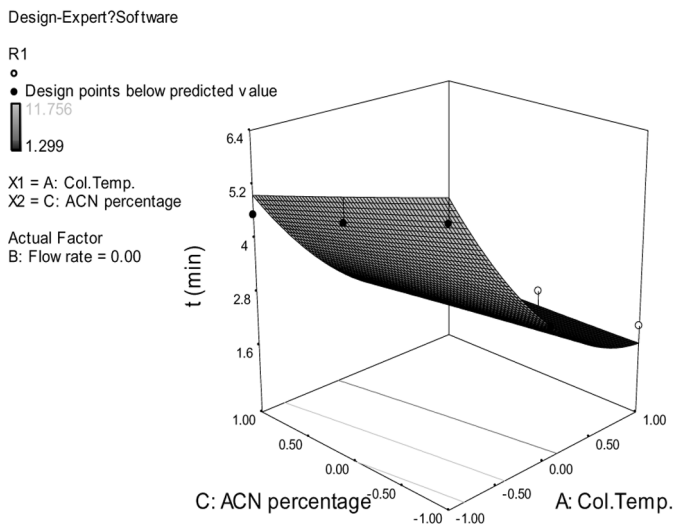 Design-Expert?Software
R1
Design points below predicted value
11.756
1.299
X1 = A: Col.Temp.
X2 = C: ACN percentage
Actual Factor
B: Flow rate = 0.00
t (min)
6.4
5.2
4
2.8
1.6
1.00
0.50
0.00
-0.50
-1.00
C: ACN percentage
-1.00
-0.50
0.00
0.50
1.00
A: Col.Temp.